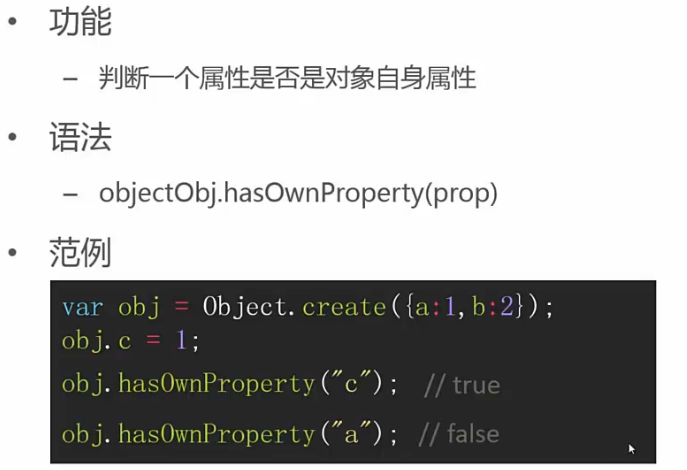 • 功能
– 判断一个属性是否是对象自身属性
• 语法
– objectObj.hasOwnProperty(prop)
• 范例
var obj = Object.create({a:1,b:2});
obj.c = 1;
obj.hasOwnProperty("c"); // true
obj.hasOwnProperty("a"); // false